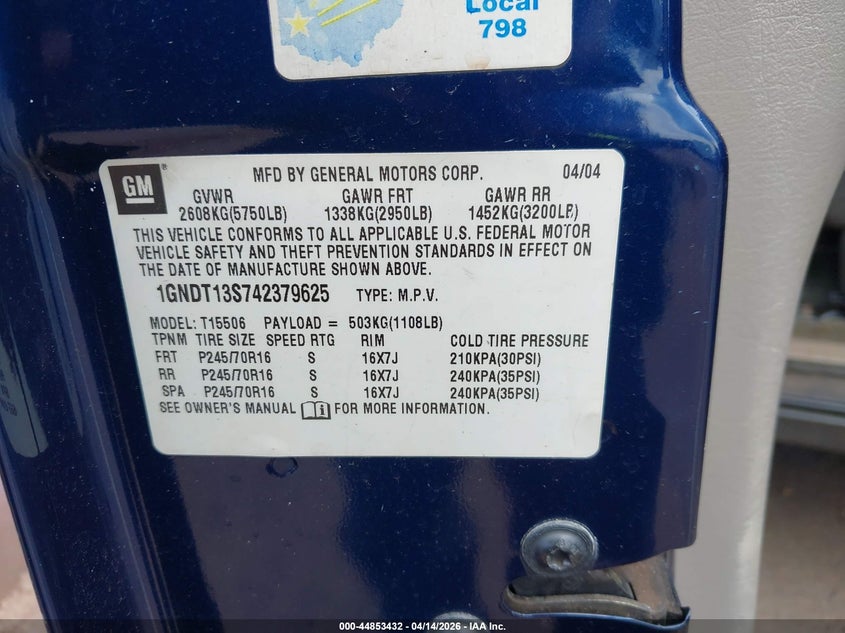 Local
798
GM
MFD BY GENERAL MOTORS CORP. 04/04
GVWR GAWR FRT GAWR RR
2608KG(5750LB) 1338KG(2950LB) 1452KG(3200LB)
THIS VEHICLE CONFORMS TO ALL APPLICABLE U.S. FEDERAL MOTOR
VEHICLE SAFETY AND THEFT PREVENTION STANDARDS IN EFFECT ON
THE DATE OF MANUFACTURE SHOWN ABOVE.
1GNDT13S742379625 TYPE: M.P.V.
MODEL: T15506 PAYLOAD = 503KG(1108LB)
TPNM TIRE SIZE SPEED RTG RIM COLD TIRE PRESSURE
FRT P245/70R16 S 16X7J 210KPA(30PSI)
RR P245/70R16 S 16X7J 240KPA(35PSI)
SPA P245/70R16 S 16X7J 240KPA(35PSI)
SEE OWNER'S MANUAL FOR MORE INFORMATION.
000-44853432 - 04/14/2026 - IAA, Inc.